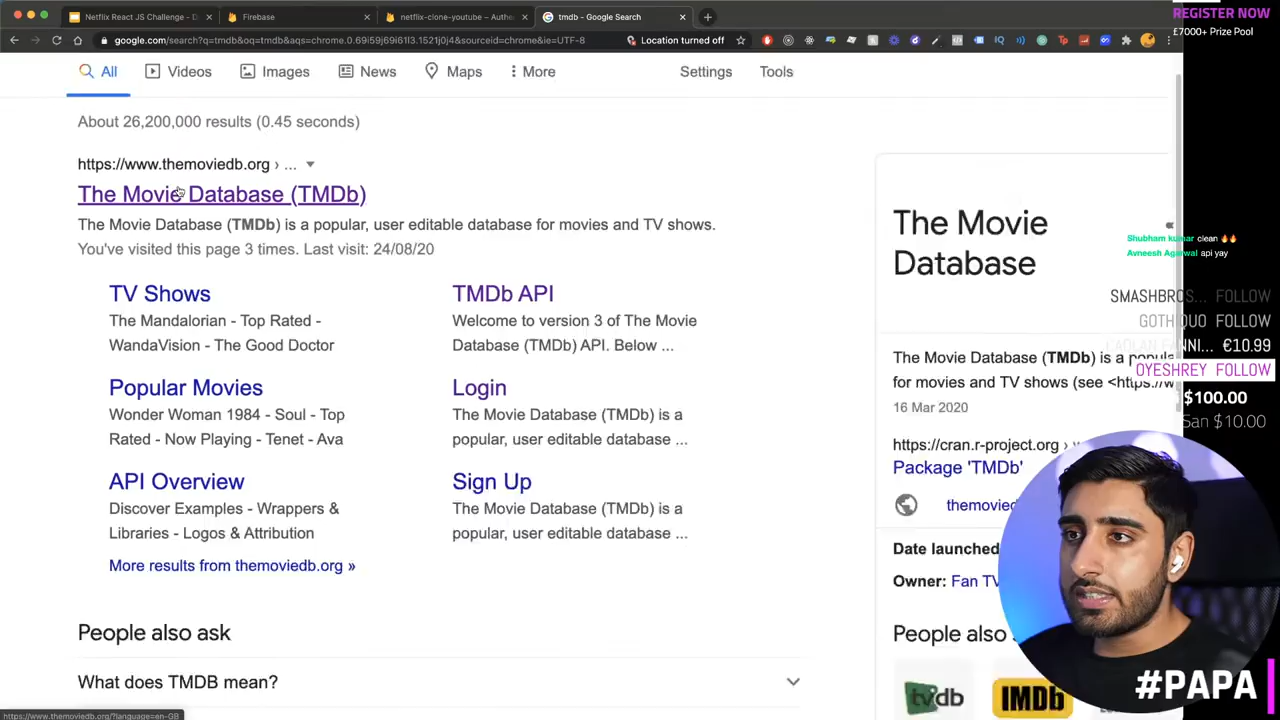 Netflix React JS Challenge - D
Firebase
netflix-clone-youtube – Authe
tmdb - Google Search
REGISTER NOW
£7000+ Prize Pool
google.com/search?q=tmdb&oq=tmdb&aqs=chrome.0.69i59j69i61l3.1521j0j4&sourceid=chrome&ie=UTF-8
Location turned off
All
Videos
Images
News
Maps
More
Settings
Tools
About 26,200,000 results (0.45 seconds)
https://www.themoviedb.org › ...
The Movie Database (TMDb)
The Movie Database (TMDb) is a popular, user editable database for movies and TV shows.
You've visited this page 3 times. Last visit: 24/08/20
TV Shows
The Mandalorian - Top Rated -
WandaVision - The Good Doctor
TMDb API
Welcome to version 3 of The Movie
Database (TMDb) API. Below ...
Popular Movies
Wonder Woman 1984 - Soul - Top
Rated - Now Playing - Tenet - Ava
Login
The Movie Database (TMDb) is a
popular, user editable database ...
API Overview
Discover Examples - Wrappers &
Libraries - Logos & Attribution
Sign Up
The Movie Database (TMDb) is a
popular, user editable database ...
More results from themoviedb.org »
People also ask
What does TMDB mean?
The Movie
Database
The Movie Database (TMDb) is a
for movies and TV shows (see <https://w
16 Mar 2020
https://cran.r-project.org ›
Package 'TMDb'
themovied
Date launched
Owner: Fan TV
People also
tvdb
IMDb
Shubham kumar clean 🔥🔥
Avneesh Agarwal api yay
SMASHBROS... FOLLOW
GOTH QUO FOLLOW
€10.99
OYESHREY FOLLOW
$100.00
San $10.00
#PAPA
https://www.themoviedb.org/?language=en-GB